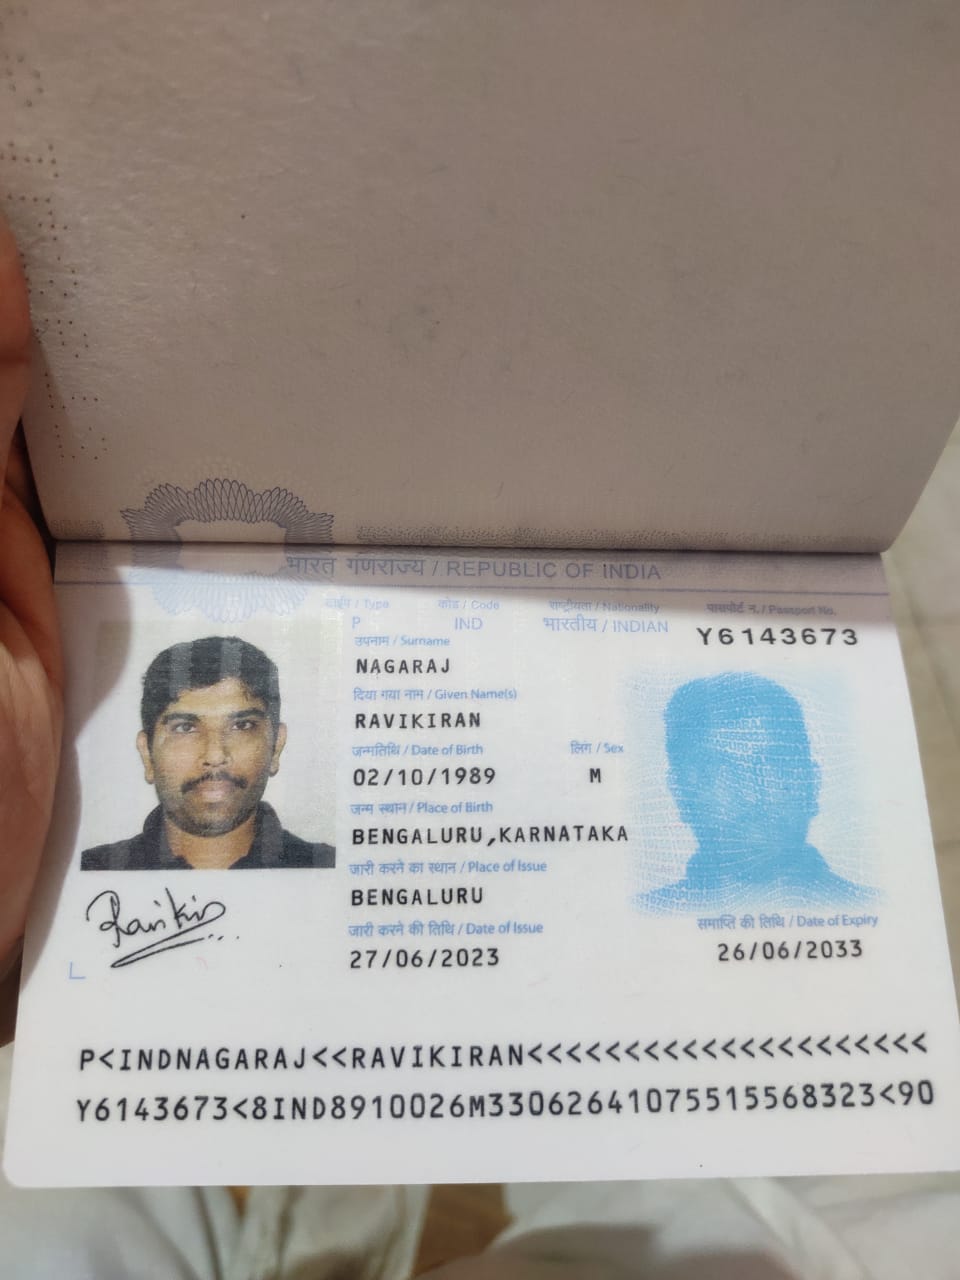 भारत गणराज्य / REPUBLIC OF INDIA
टाईप / Type कोड / Code राष्ट्रीयता / Nationality पासपोर्ट न. / Passport No.
P IND भारतीय / INDIAN Y6143673
उपनाम / Surname
NAGARAJ
दिया गया नाम / Given Name(s)
RAVIKIRAN
जन्मतिथि / Date of Birth लिंग / Sex
02/10/1989 M
जन्म स्थान / Place of Birth
BENGALURU,KARNATAKA
जारी करने का स्थान / Place of Issue
BENGALURU
जारी करने की तिथि / Date of Issue समाप्ति की तिथि / Date of Expiry
27/06/2023 26/06/2033
P<INDNAGARAJ<<RAVIKIRAN<<<<<<<<<<<<<<<<<<<<<
Y6143673<8IND8910026M33062641075515568323<90